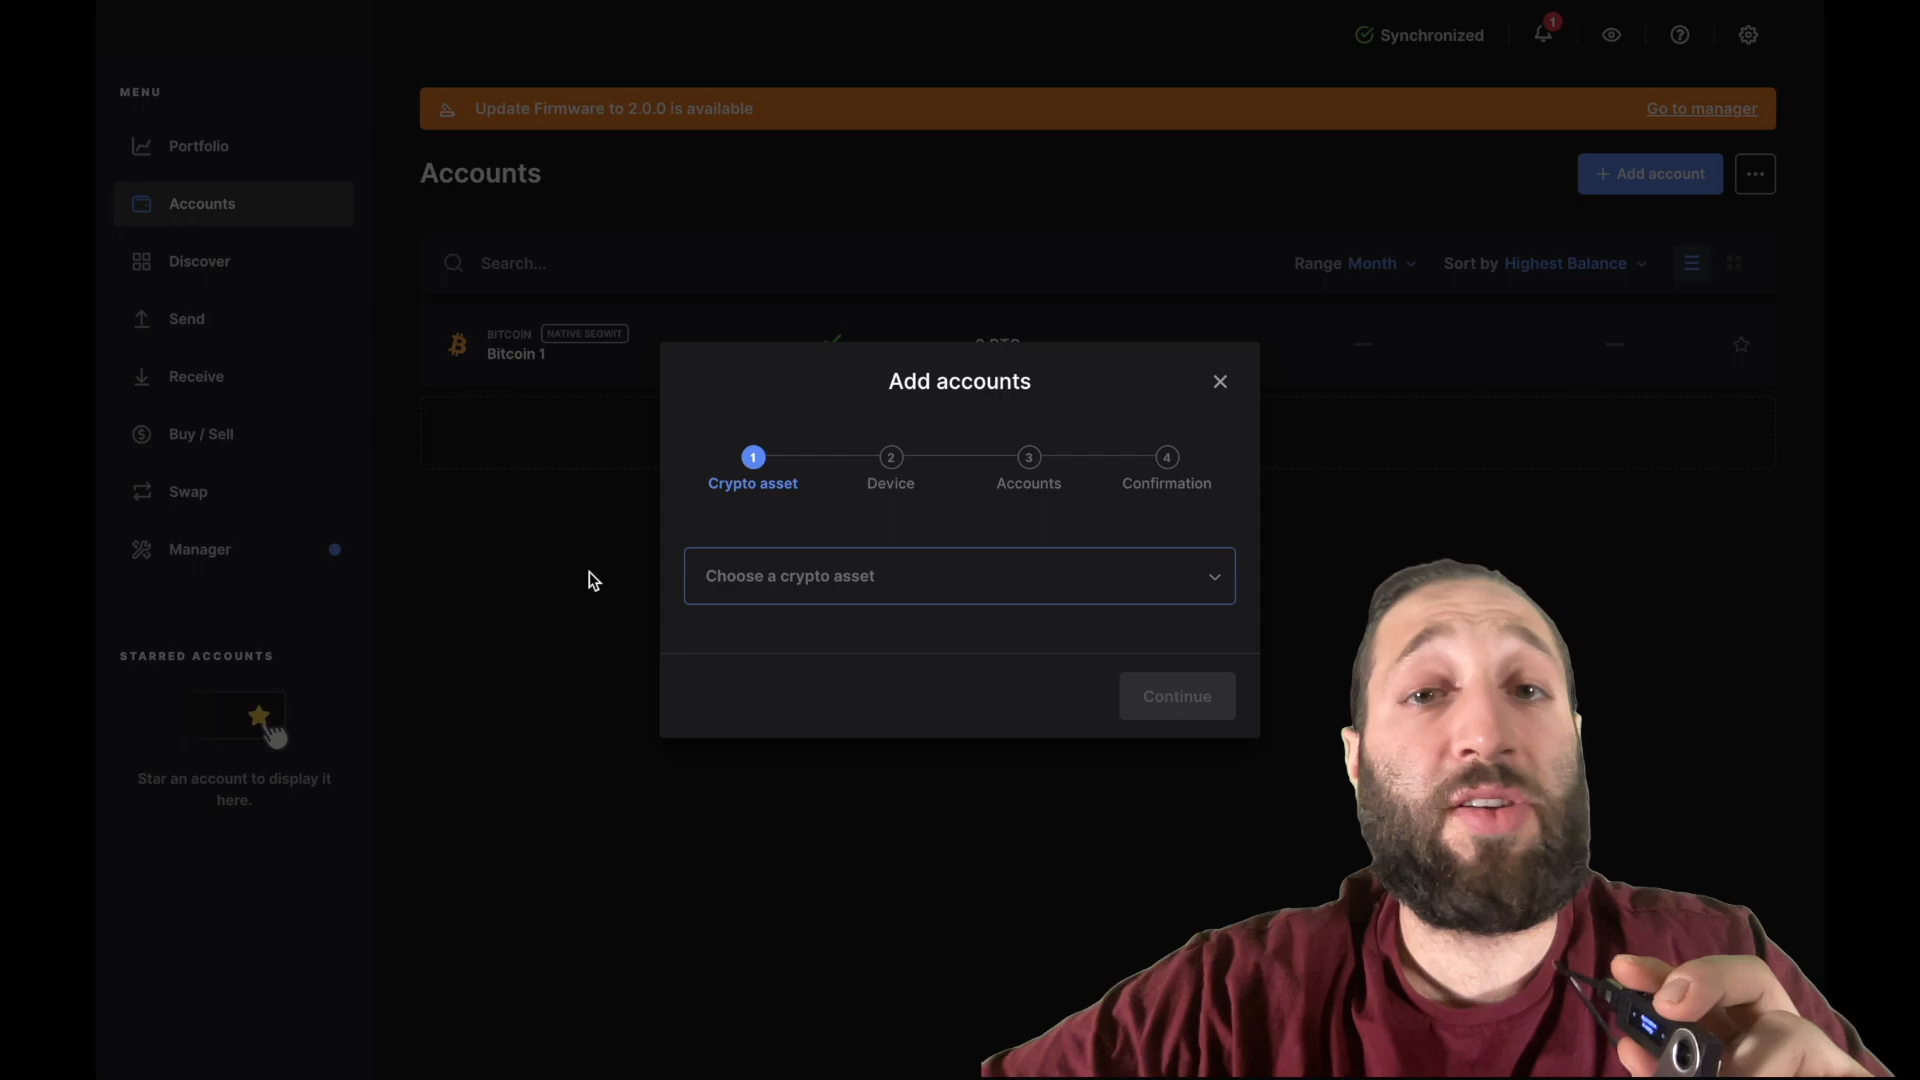 Synchronized
1
MENU
Update Firmware to 2.0.0 is available
Go to manager
Portfolio
Accounts
+ Add account
Accounts
Discover
Search...
Range Month
Sort by Highest Balance
Send
BITCOIN NATIVE SEGWIT
Bitcoin 1
Receive
Add accounts
Buy / Sell
1
2
3
4
Crypto asset
Device
Accounts
Confirmation
Swap
Manager
Choose a crypto asset
STARRED ACCOUNTS
Continue
Star an account to display it
here.